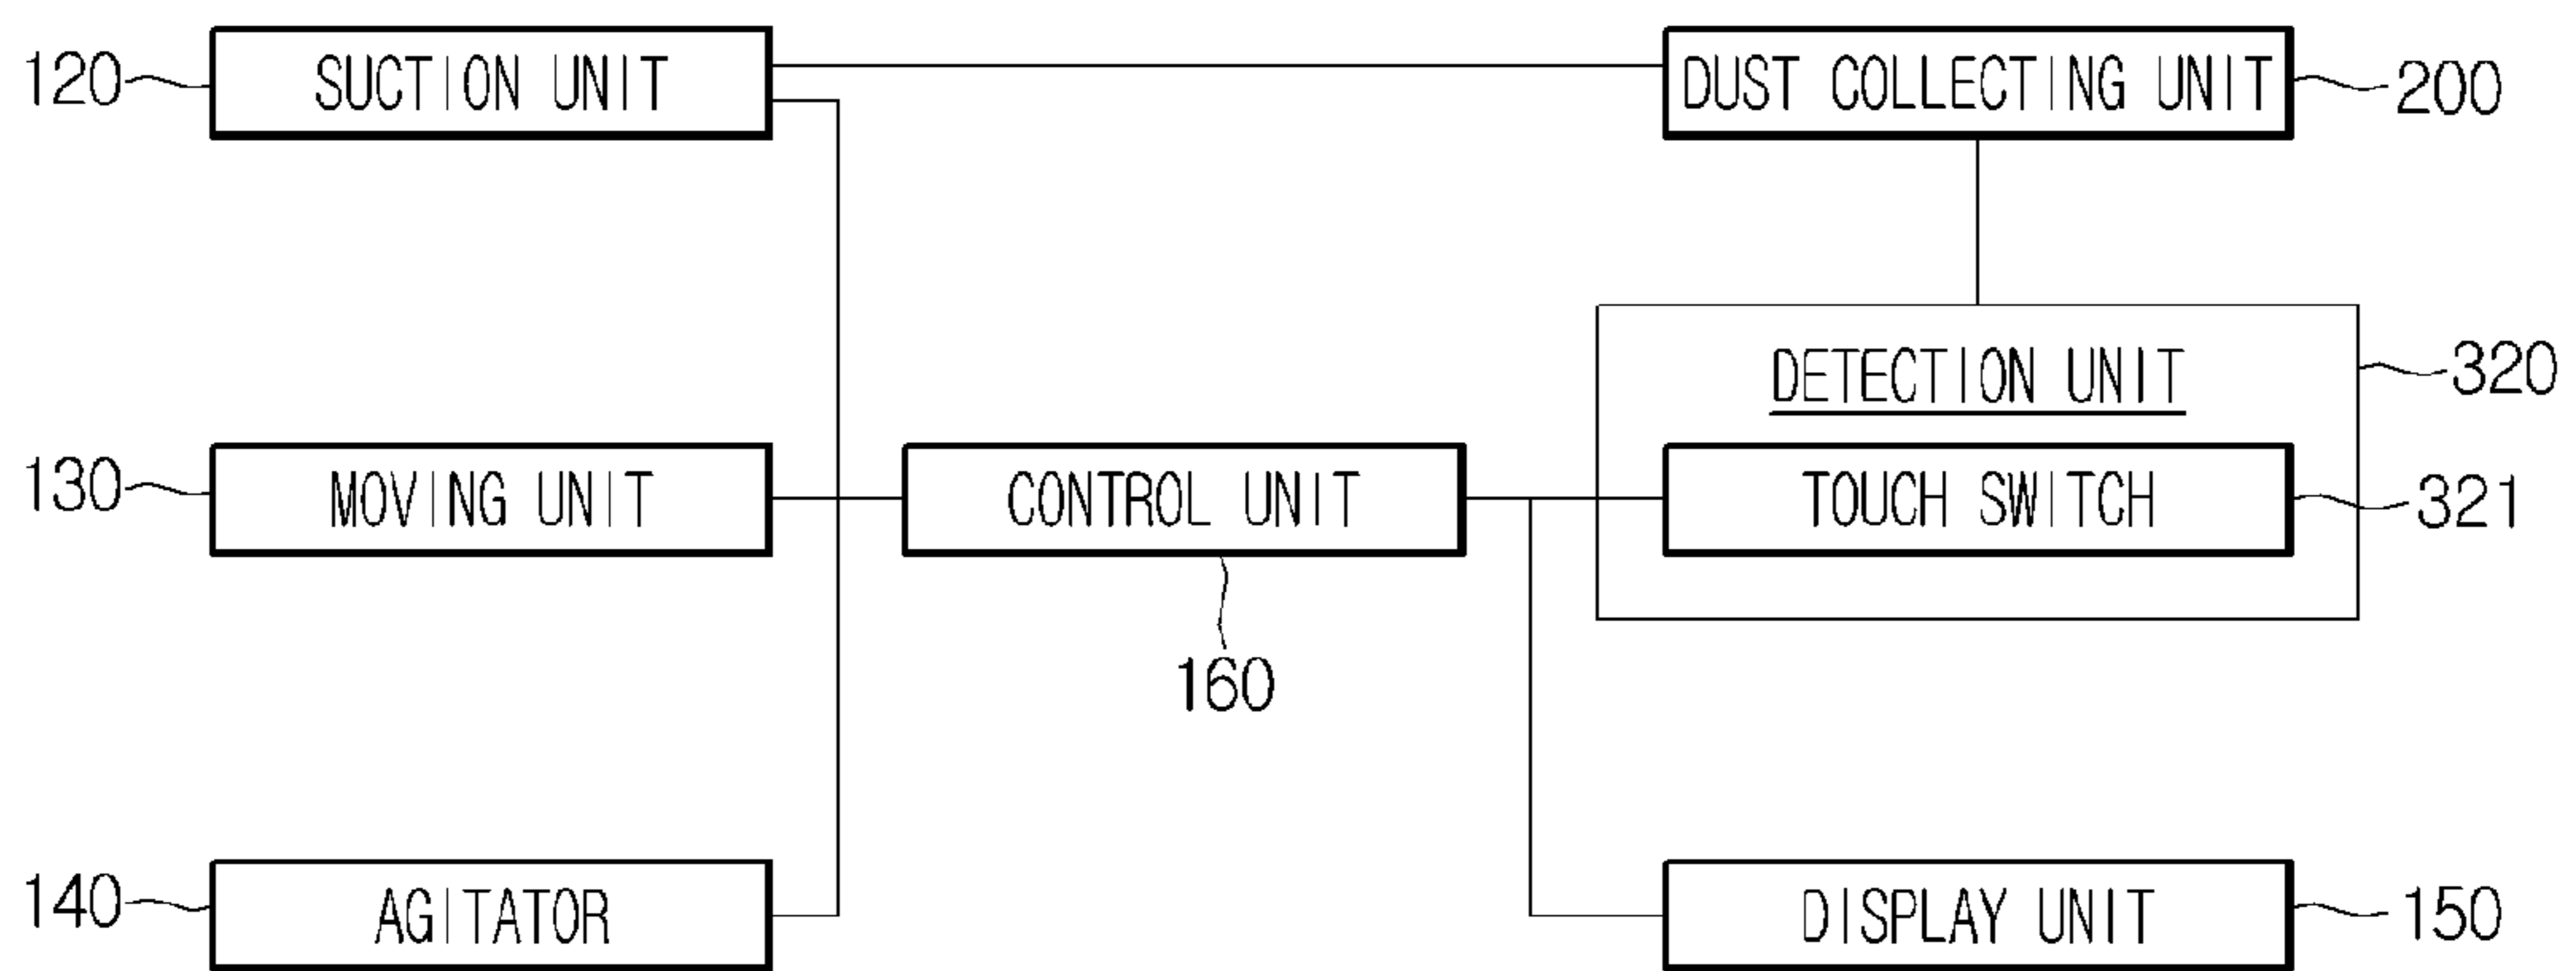 120 SUCTION UNIT DUST COLLECTING UNIT 200
DETECTION UNIT 320
130 MOVING UNIT CONTROL UNIT TOUCH SWITCH 321
160
140 AGITATOR DISPLAY UNIT 150